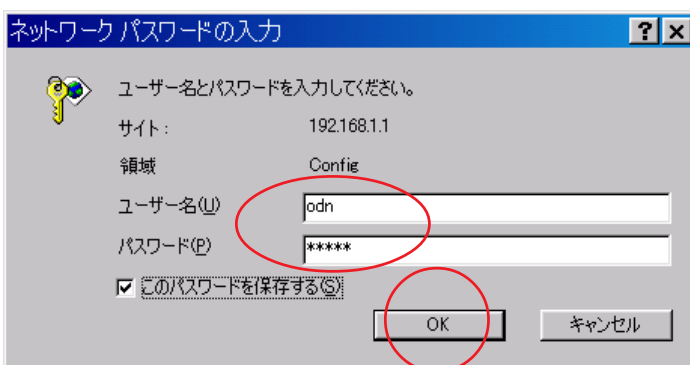 ネットワーク パスワードの入力
ユーザー名とパスワードを入力してください。
サイト: 192.168.1.1
領域 Config
ユーザー名(U) odn
パスワード(P) *****
このパスワードを保存する(S)
OK キャンセル